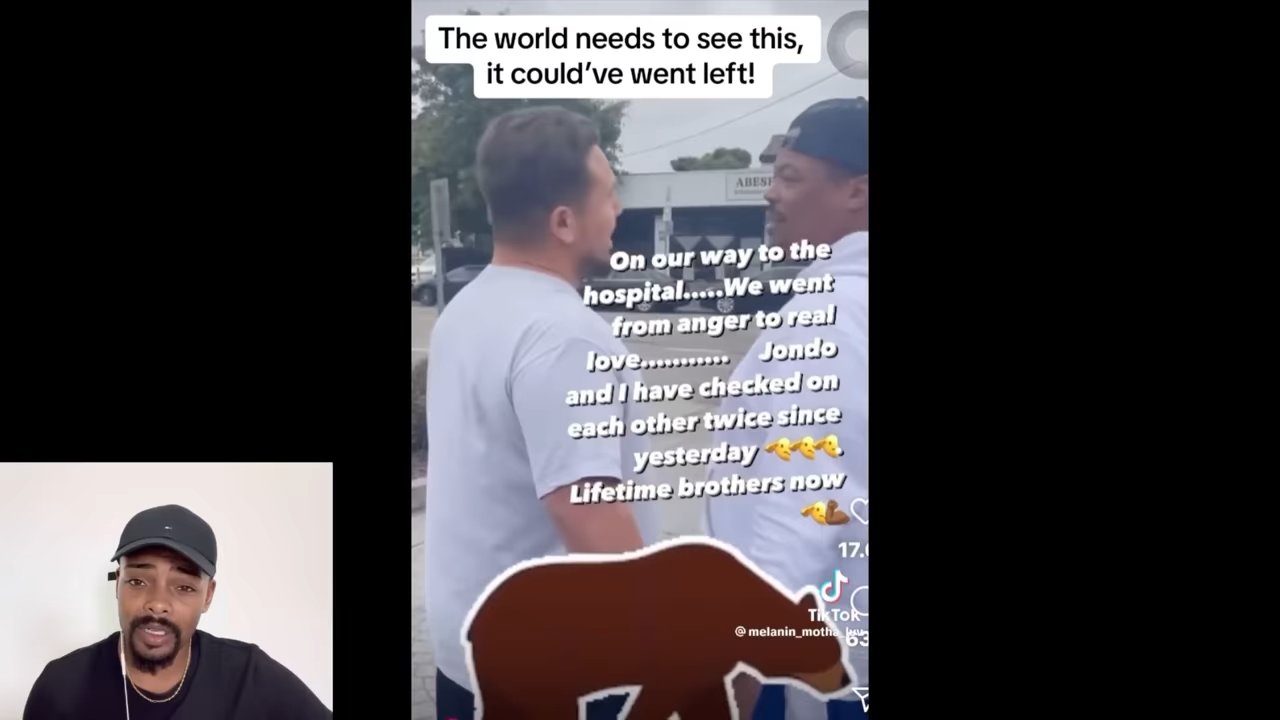 The world needs to see this,
it could've went left!
On our way to the
hospital.....We went
from anger to real
love........... Jondo
and I have checked on
each other twice since
yesterday
Lifetime brothers now
TikTok